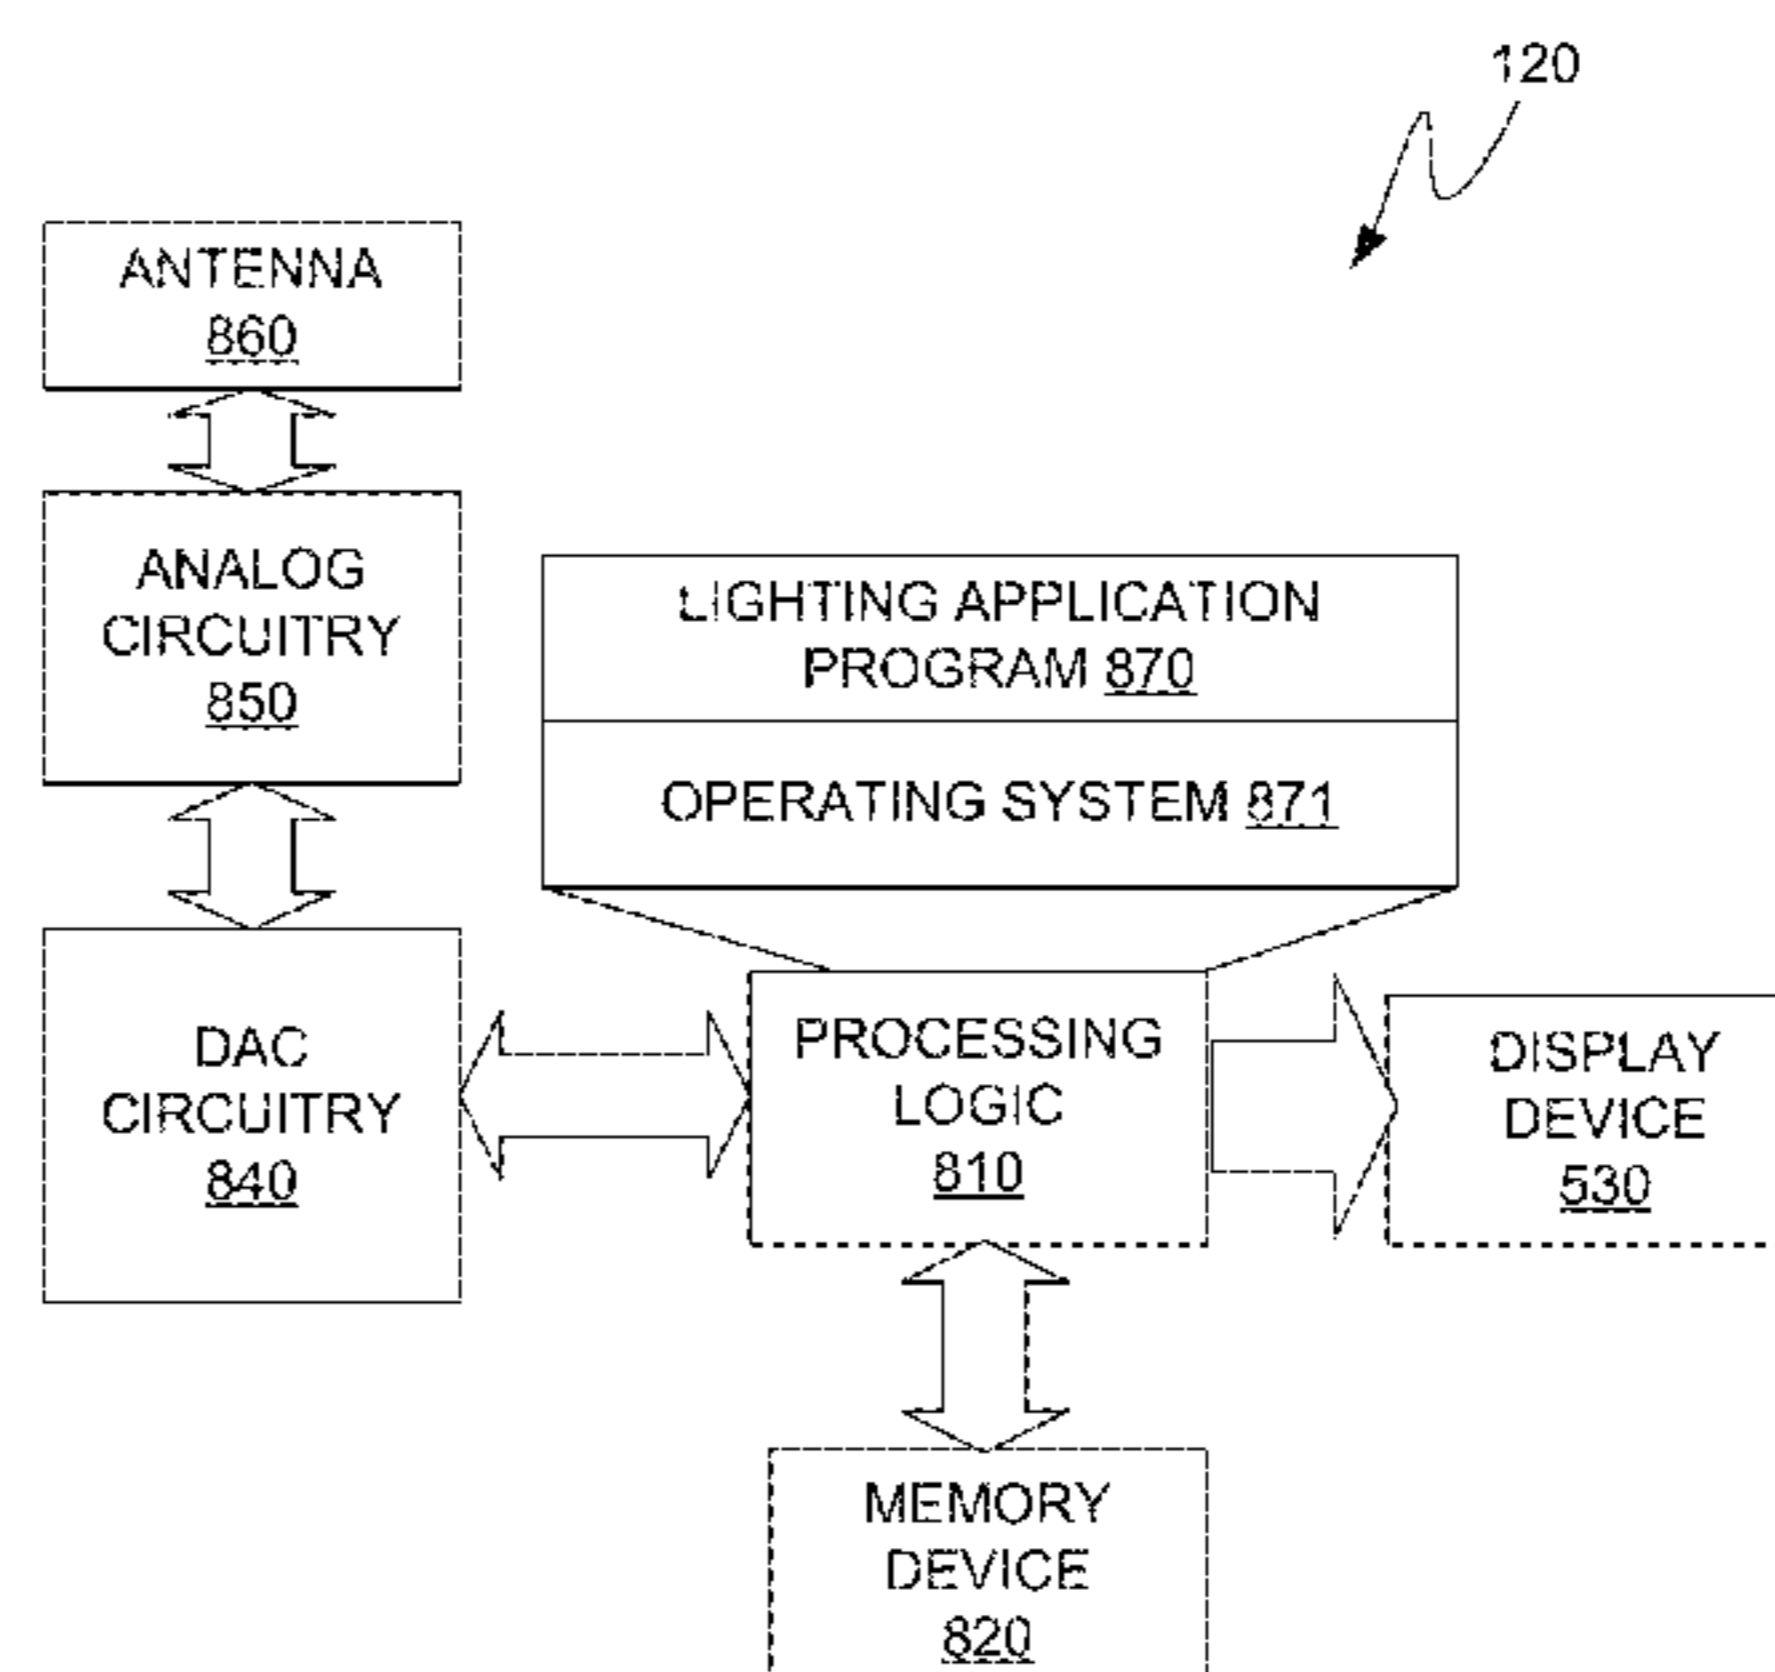 120
ANTENNA
860
ANALOG
CIRCUITRY
850
LIGHTING APPLICATION
PROGRAM 870
OPERATING SYSTEM 871
DAC
CIRCUITRY
840
PROCESSING
LOGIC
810
DISPLAY
DEVICE
530
MEMORY
DEVICE
820